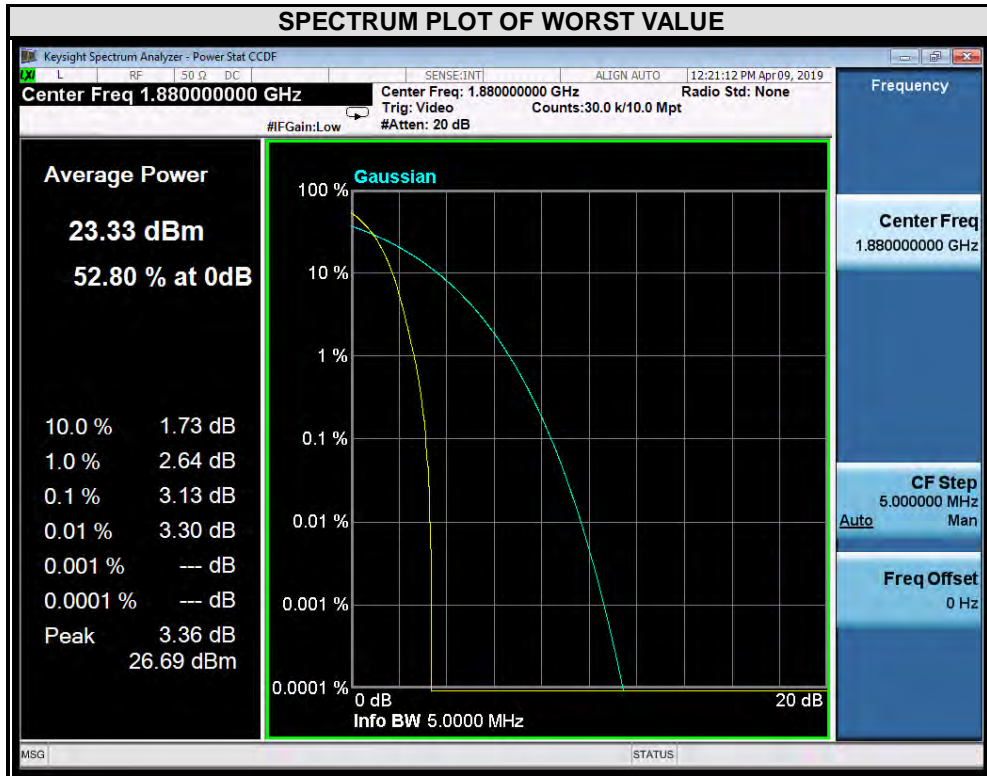 SPECTRUM PLOT OF WORST VALUE
Keysight Spectrum Analyzer - Power Stat CCDF
LXI L RF 50 Ω DC SENSE:INT ALIGN AUTO 12:21:12 PM Apr 09, 2019
Center Freq 1.880000000 GHz
Center Freq: 1.880000000 GHz Radio Std: None
Trig: Video Counts:30.0 k/10.0 Mpt
#IFGain:Low #Atten: 20 dB
Average Power
23.33 dBm
52.80 % at 0dB
10.0 % 1.73 dB
1.0 % 2.64 dB
0.1 % 3.13 dB
0.01 % 3.30 dB
0.001 % --- dB
0.0001 % --- dB
Peak 3.36 dB
26.69 dBm
Gaussian
100 %
10 %
1 %
0.1 %
0.01 %
0.001 %
0.0001 %
0 dB 20 dB
Info BW 5.0000 MHz
Frequency
Center Freq
1.880000000 GHz
CF Step
5.000000 MHz
Auto Man
Freq Offset
0 Hz
MSG STATUS